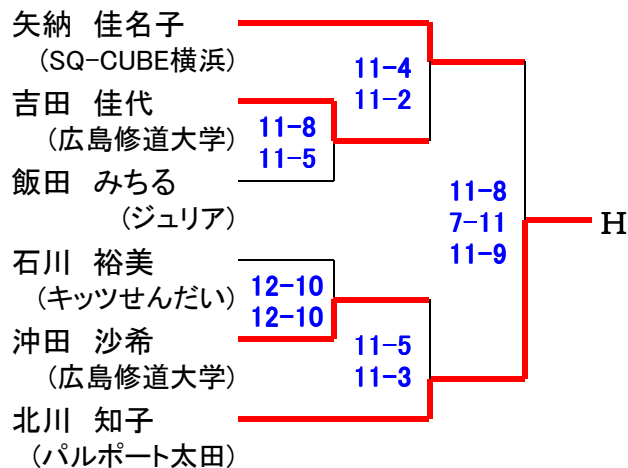 矢納 佳名子
(SQ-CUBE横浜)
11-4
11-2
吉田 佳代
(広島修道大学)
11-8
11-5
飯田 みちる
(ジュリア)
11-8
7-11
11-9
H
石川 裕美
(キッツせんだい)
12-10
12-10
沖田 沙希
(広島修道大学)
11-5
11-3
北川 知子
(パルポート太田)